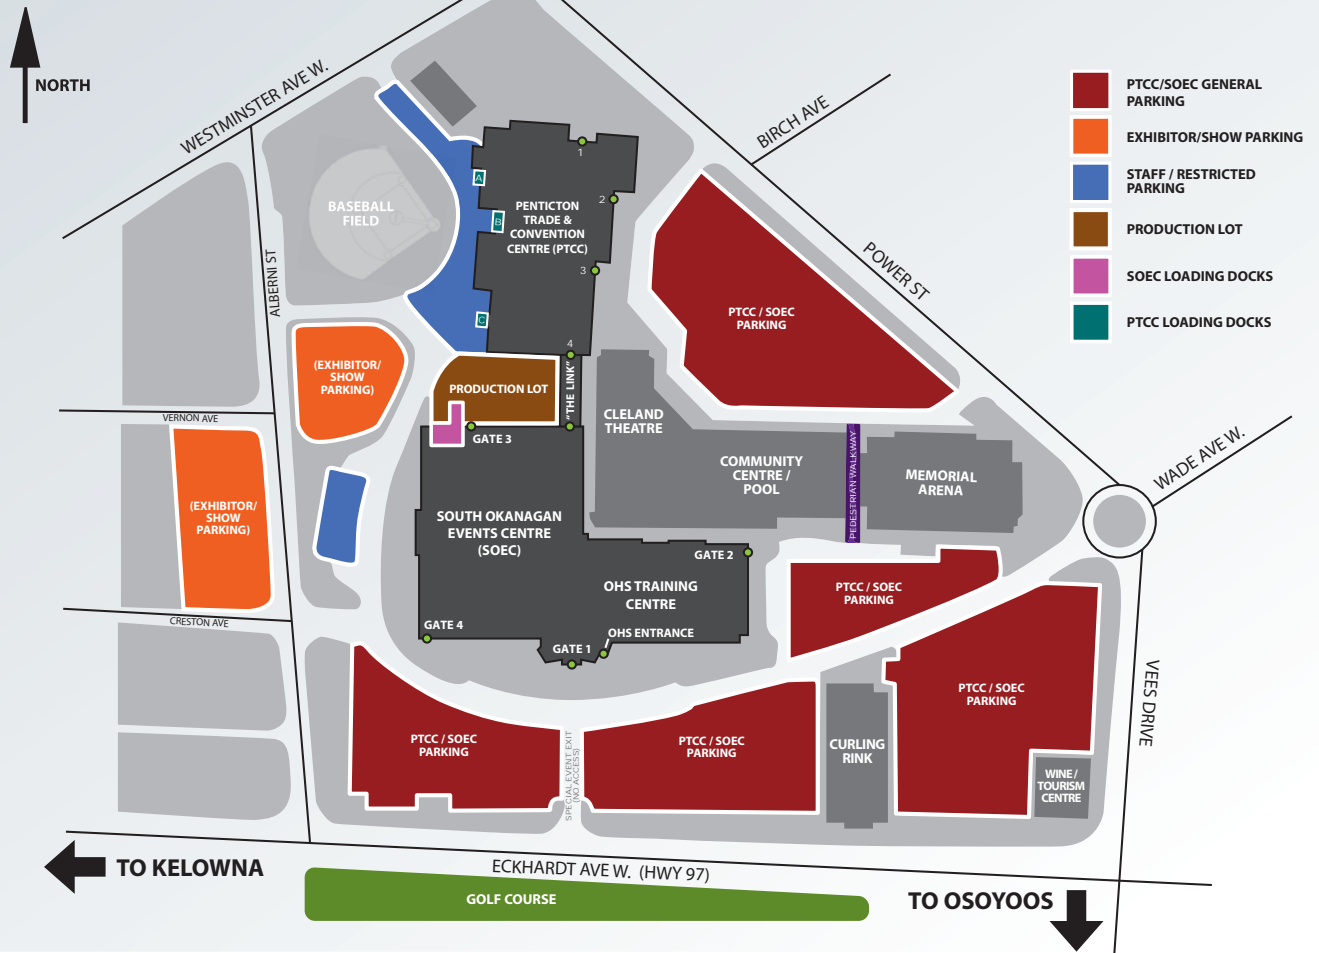 NORTH
WESTMINSTER AVE W.
BIRCH AVE
POWER ST
WADE AVE W.
ALBERNI ST
VERNON AVE
CRESTON AVE
VEES DRIVE
PTCC/SOEC GENERAL
PARKING
EXHIBITOR/SHOW PARKING
STAFF / RESTRICTED
PARKING
PRODUCTION LOT
SOEC LOADING DOCKS
PTCC LOADING DOCKS
BASEBALL
FIELD
A
B
C
1
2
3
4
PENTICTON
TRADE &
CONVENTION
CENTRE (PTCC)
PTCC / SOEC
PARKING
(EXHIBITOR/
SHOW
PARKING)
PRODUCTION LOT
"THE LINK"
GATE 3
CLELAND
THEATRE
COMMUNITY
CENTRE /
POOL
PEDESTRIAN WALKWAY
MEMORIAL
ARENA
(EXHIBITOR/
SHOW
PARKING)
SOUTH OKANAGAN
EVENTS CENTRE
(SOEC)
GATE 2
OHS TRAINING
CENTRE
GATE 4
OHS ENTRANCE
GATE 1
PTCC / SOEC
PARKING
PTCC / SOEC
PARKING
PTCC / SOEC
PARKING
SPECIAL EVENT EXIT
(NO ACCESS)
PTCC / SOEC
PARKING
CURLING
RINK
WINE /
TOURISM
CENTRE
TO KELOWNA
ECKHARDT AVE W. (HWY 97)
GOLF COURSE
TO OSOYOOS